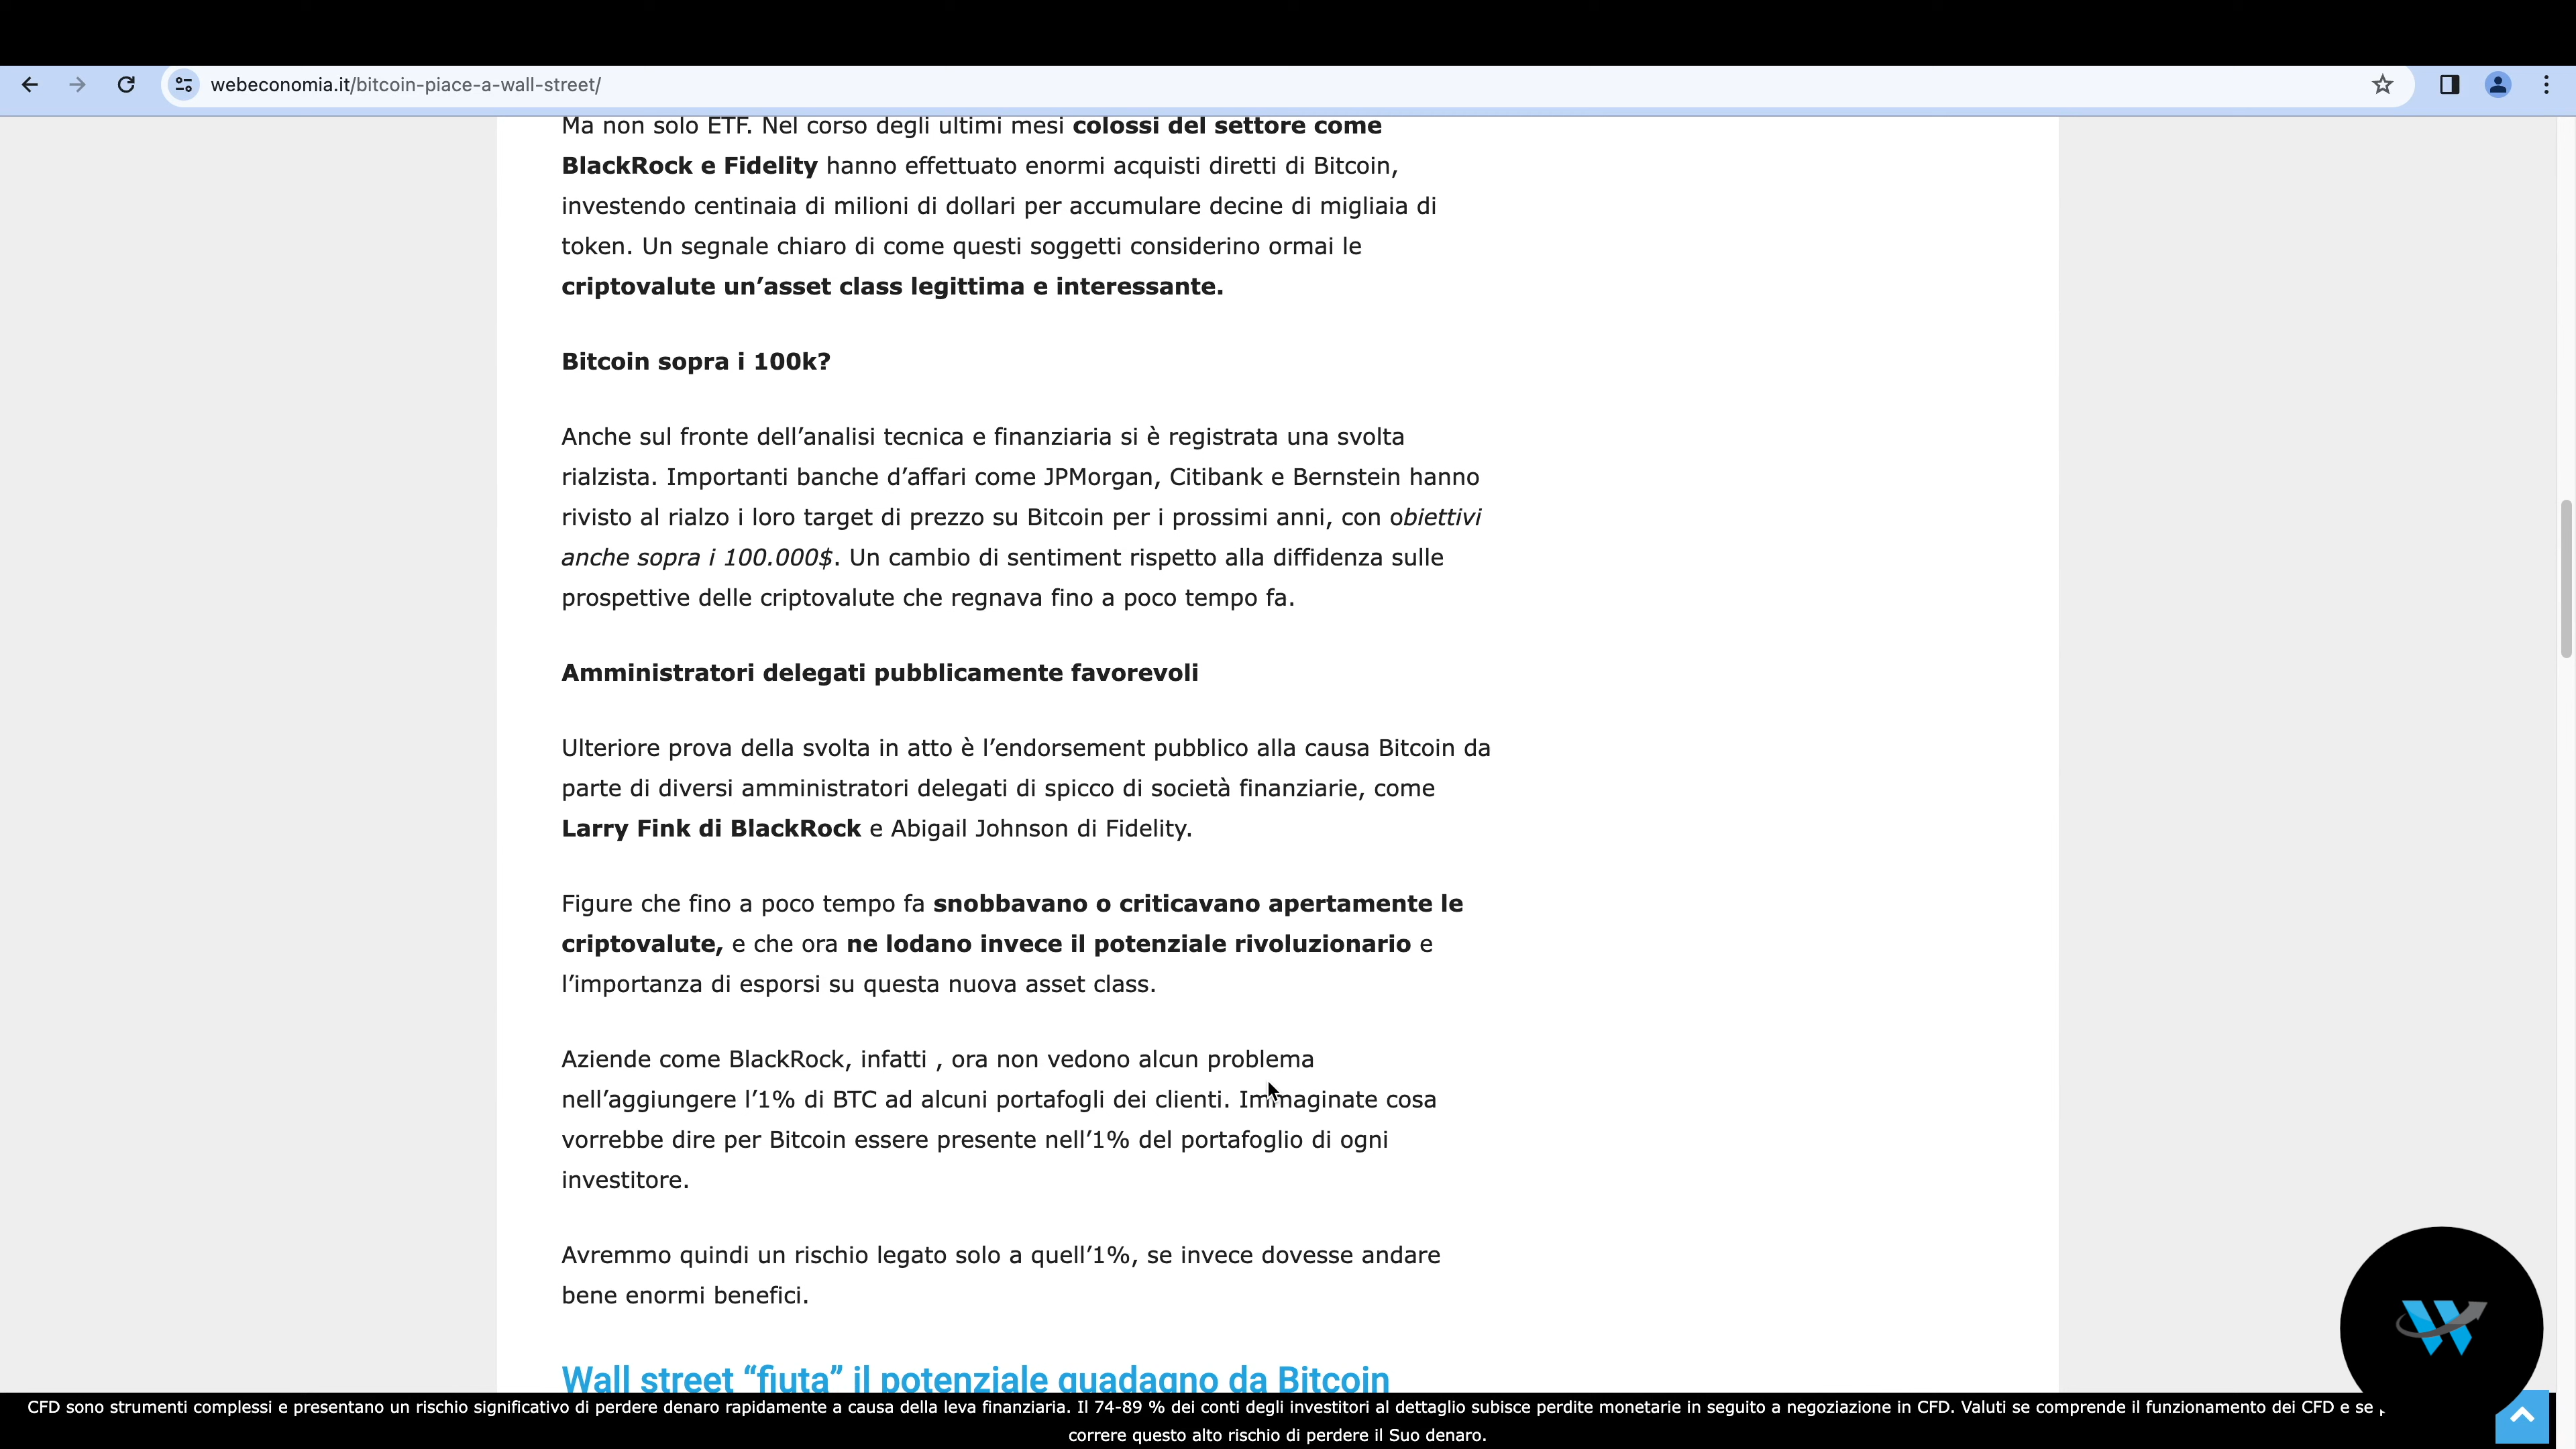 webeconomia.it/bitcoin-piace-a-wall-street/
Ma non solo ETF. Nel corso degli ultimi mesi colossi del settore come
BlackRock e Fidelity hanno effettuato enormi acquisti diretti di Bitcoin,
investendo centinaia di milioni di dollari per accumulare decine di migliaia di
token. Un segnale chiaro di come questi soggetti considerino ormai le
criptovalute un’asset class legittima e interessante.
Bitcoin sopra i 100k?
Anche sul fronte dell’analisi tecnica e finanziaria si è registrata una svolta
rialzista. Importanti banche d’affari come JPMorgan, Citibank e Bernstein hanno
rivisto al rialzo i loro target di prezzo su Bitcoin per i prossimi anni, con obiettivi
anche sopra i 100.000$. Un cambio di sentiment rispetto alla diffidenza sulle
prospettive delle criptovalute che regnava fino a poco tempo fa.
Amministratori delegati pubblicamente favorevoli
Ulteriore prova della svolta in atto è l’endorsement pubblico alla causa Bitcoin da
parte di diversi amministratori delegati di spicco di società finanziarie, come
Larry Fink di BlackRock e Abigail Johnson di Fidelity.
Figure che fino a poco tempo fa snobbavano o criticavano apertamente le
criptovalute, e che ora ne lodano invece il potenziale rivoluzionario e
l’importanza di esporsi su questa nuova asset class.
Aziende come BlackRock, infatti , ora non vedono alcun problema
nell’aggiungere l’1% di BTC ad alcuni portafogli dei clienti. Immaginate cosa
vorrebbe dire per Bitcoin essere presente nell’1% del portafoglio di ogni
investitore.
Avremmo quindi un rischio legato solo a quell’1%, se invece dovesse andare
bene enormi benefici.
Wall street “fiuta” il potenziale guadagno da Bitcoin
CFD sono strumenti complessi e presentano un rischio significativo di perdere denaro rapidamente a causa della leva finanziaria. Il 74-89 % dei conti degli investitori al dettaglio subisce perdite monetarie in seguito a negoziazione in CFD. Valuti se comprende il funzionamento dei CFD e se
correre questo alto rischio di perdere il Suo denaro.